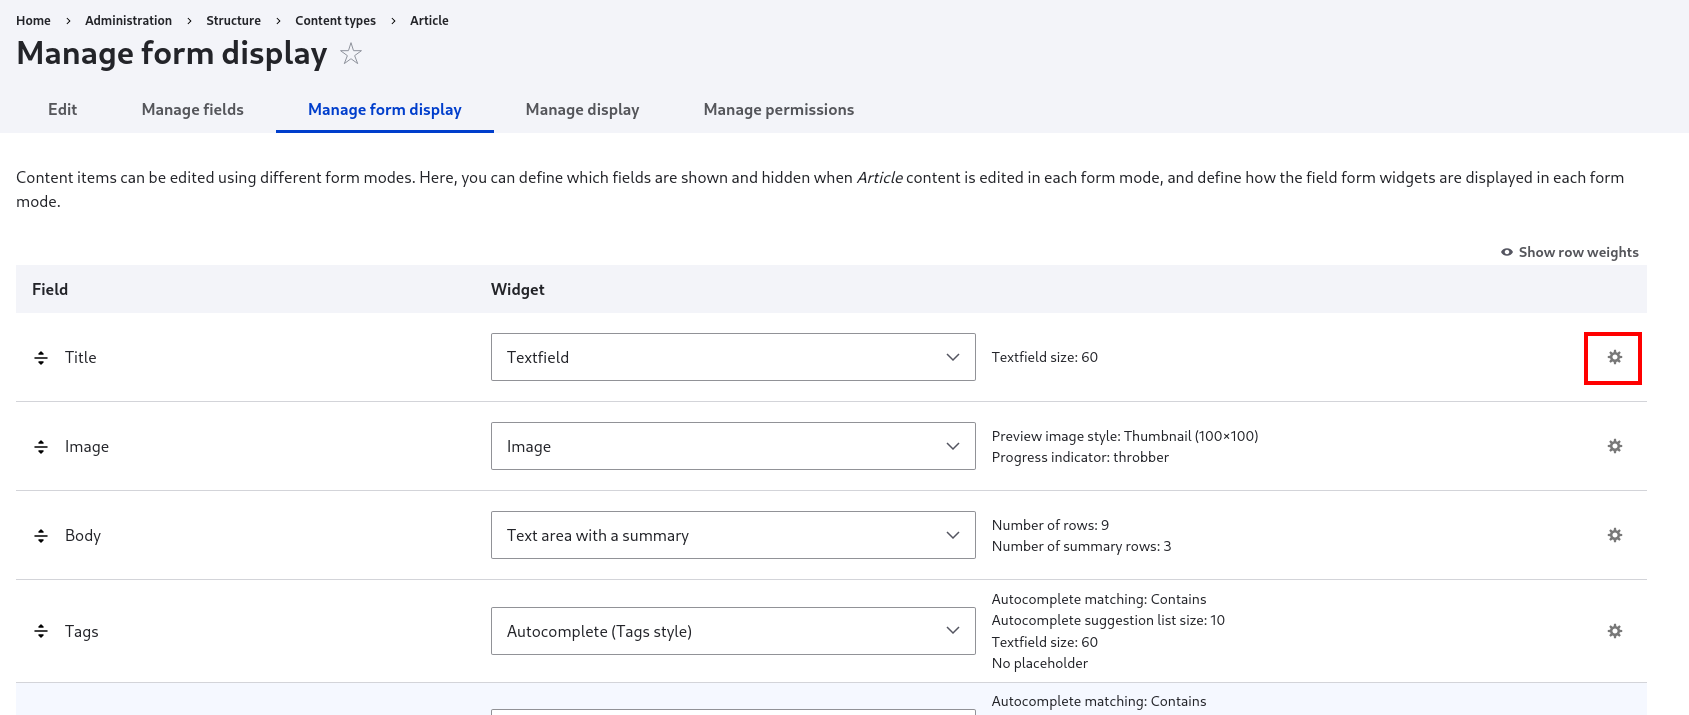 Home › Administration › Structure › Content types › Article
Manage form display
Edit Manage fields Manage form display Manage display Manage permissions
Content items can be edited using different form modes. Here, you can define which fields are shown and hidden when Article content is edited in each form mode, and define how the field form widgets are displayed in each form
mode.
Show row weights
Field Widget
Title Textfield Textfield size: 60
Image Image Preview image style: Thumbnail (100×100)
Progress indicator: throbber
Body Text area with a summary Number of rows: 9
Number of summary rows: 3
Tags Autocomplete (Tags style) Autocomplete matching: Contains
Autocomplete suggestion list size: 10
Textfield size: 60
No placeholder
Autocomplete matching: Contains